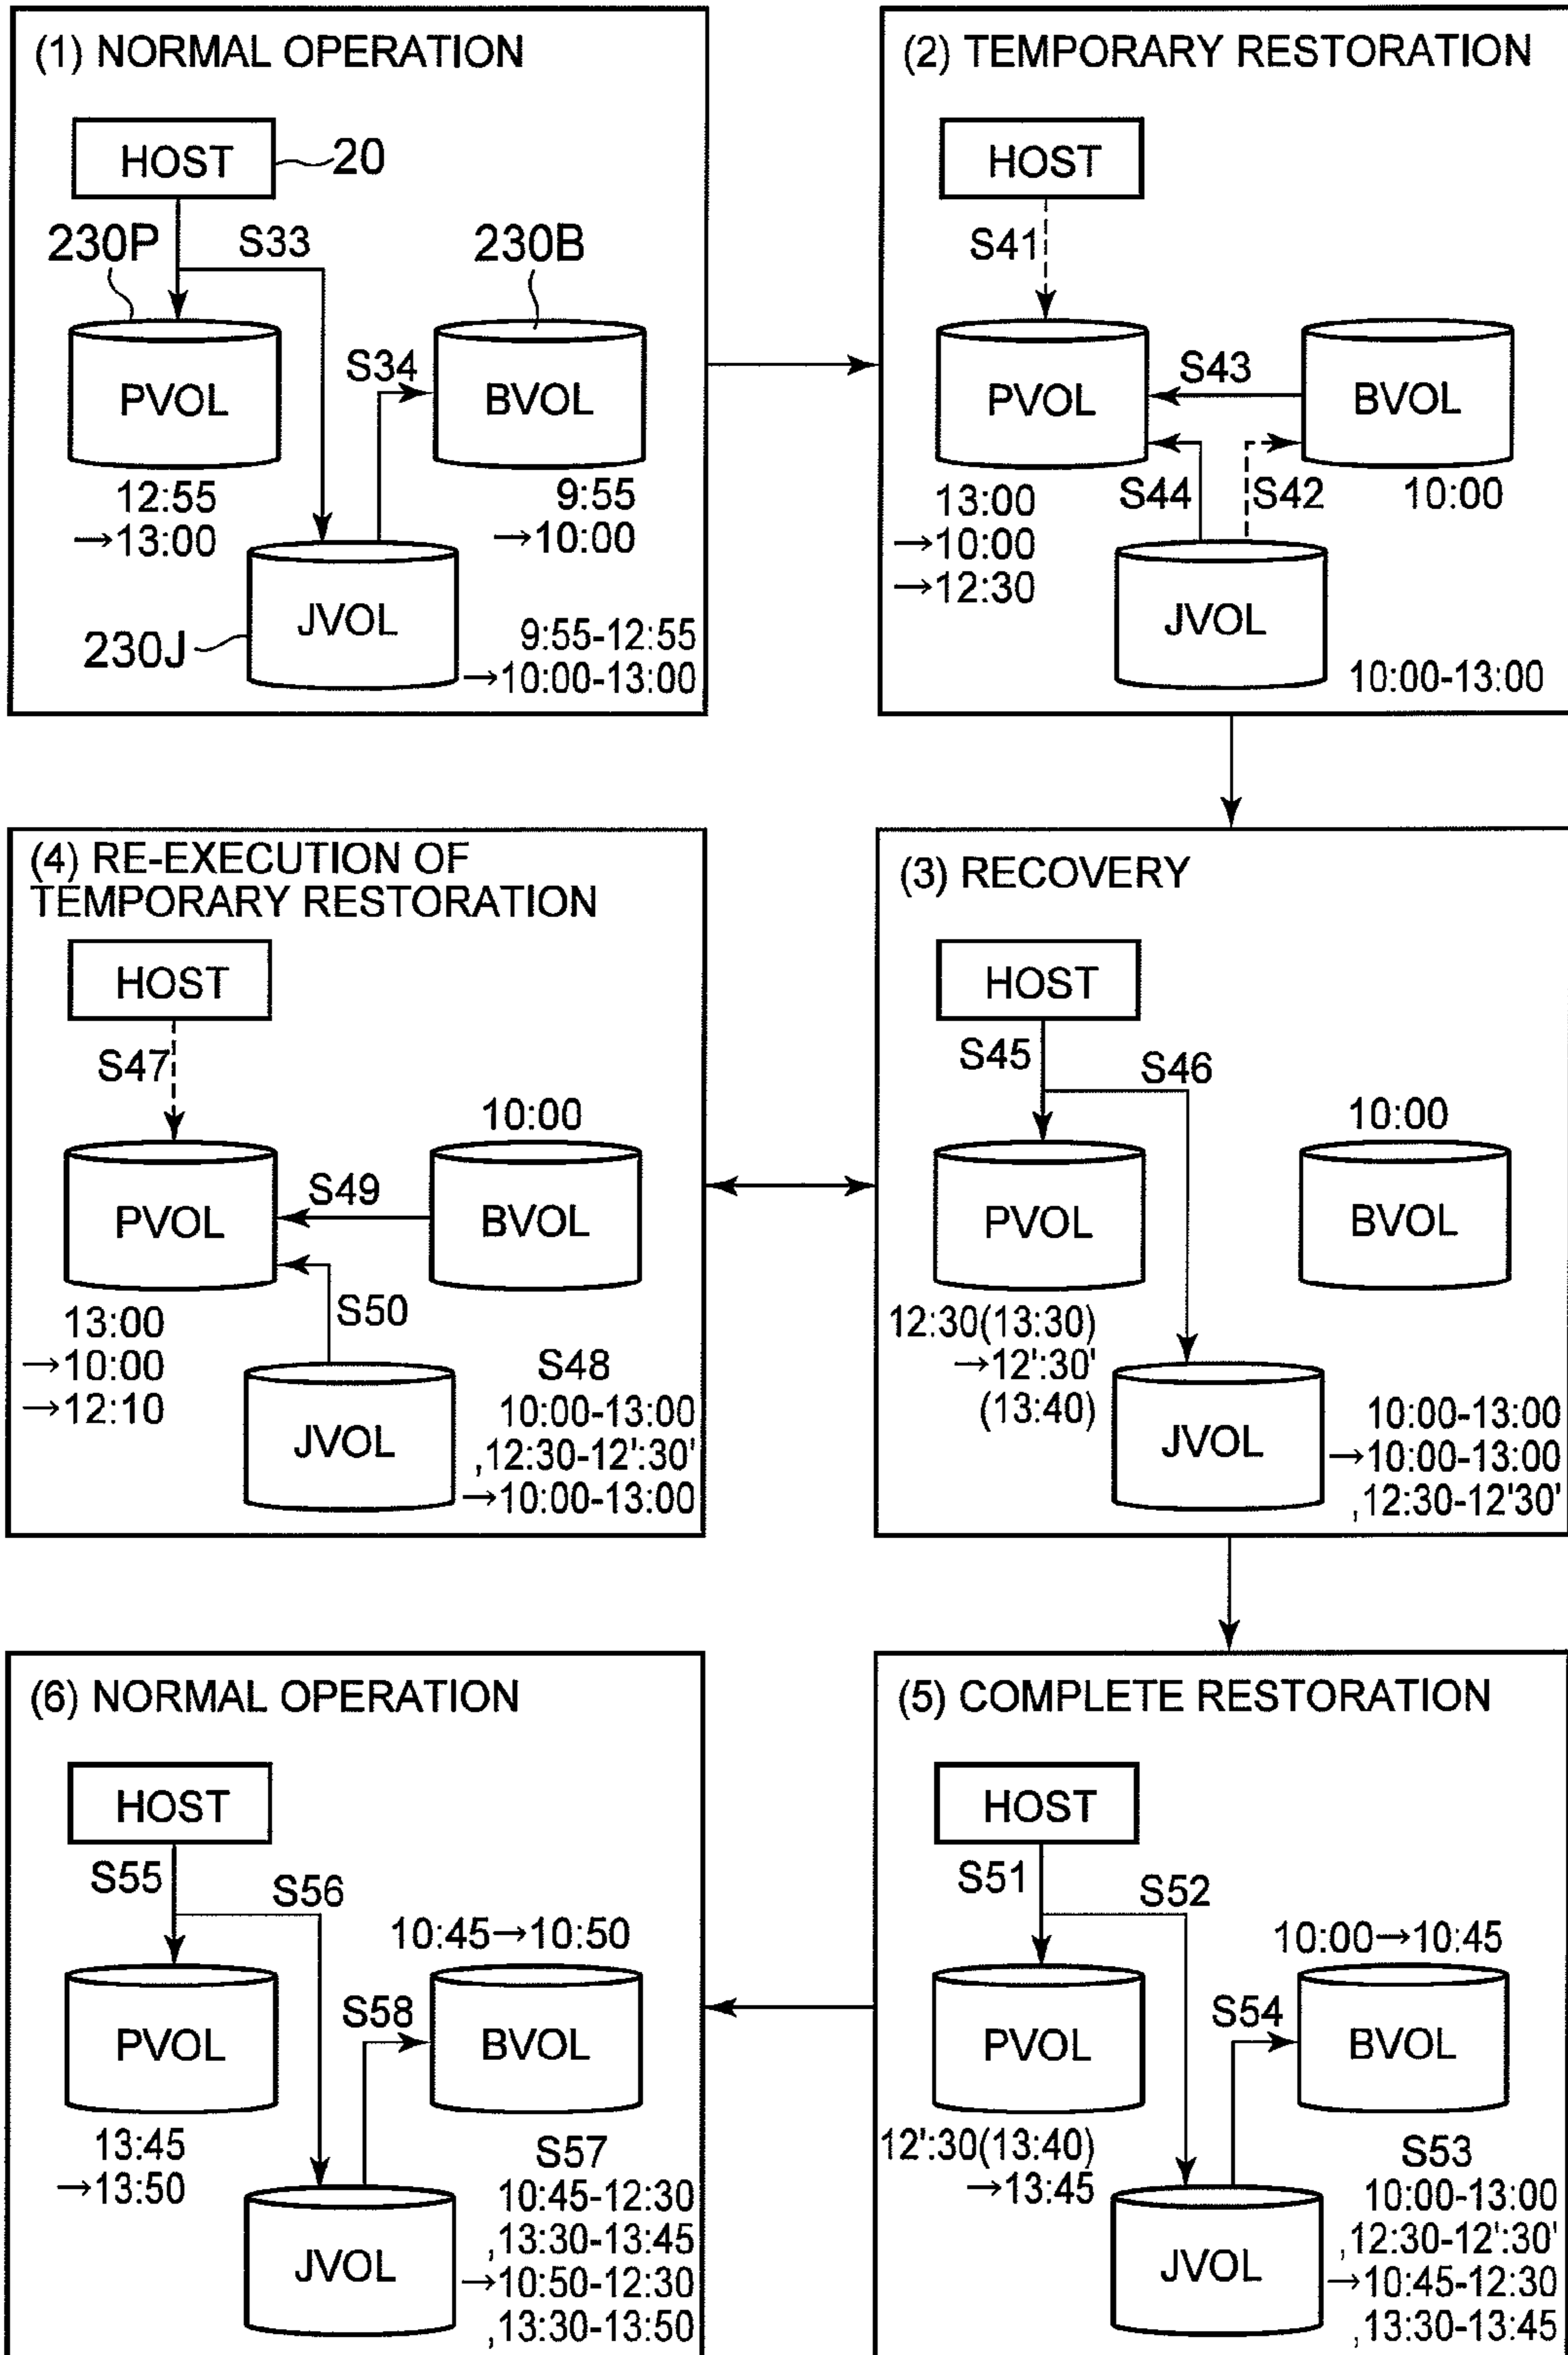 (1) NORMAL OPERATION
HOST
20
230P
S33
230B
PVOL
S34
BVOL
12:55
→13:00
9:55
→10:00
JVOL
230J
9:55-12:55
→10:00-13:00
(2) TEMPORARY RESTORATION
HOST
S41
PVOL
S43
BVOL
S44
S42
13:00
→10:00
→12:30
10:00
JVOL
10:00-13:00
(4) RE-EXECUTION OF
TEMPORARY RESTORATION
HOST
S47
10:00
PVOL
S49
BVOL
S50
13:00
→10:00
→12:10
JVOL
S48
10:00-13:00
,12:30-12':30'
→10:00-13:00
(3) RECOVERY
HOST
S45
S46
10:00
PVOL
BVOL
12:30(13:30)
→12':30'
(13:40)
JVOL
10:00-13:00
→10:00-13:00
,12:30-12'30'
(6) NORMAL OPERATION
HOST
S55
S56
10:45→10:50
PVOL
S58
BVOL
13:45
→13:50
JVOL
S57
10:45-12:30
,13:30-13:45
→10:50-12:30
,13:30-13:50
(5) COMPLETE RESTORATION
HOST
S51
S52
10:00→10:45
PVOL
S54
BVOL
12':30(13:40)
→13:45
JVOL
S53
10:00-13:00
,12:30-12':30'
→10:45-12:30
,13:30-13:45